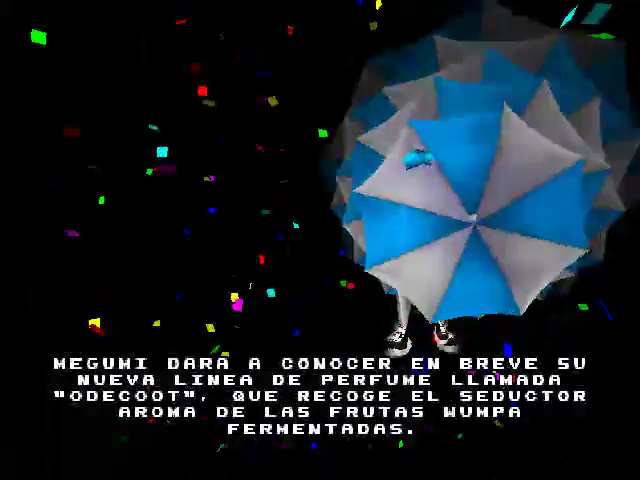 MEGUMI DARA A CONOCER EN BREVE SU
NUEVA LINEA DE PERFUME LLAMADA
"ODECOOT", QUE RECOGE EL SEDUCTOR
AROMA DE LAS FRUTAS WUMPA
FERMENTADAS.